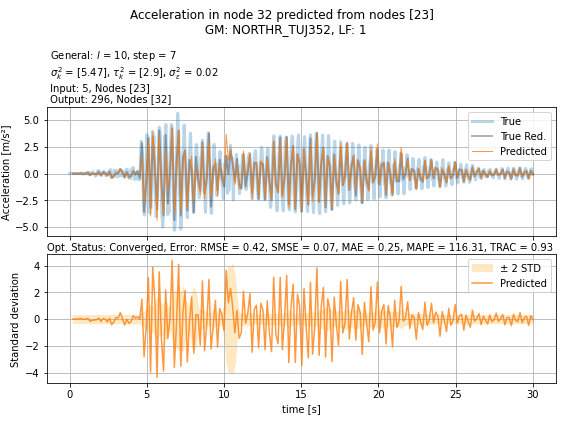 Acceleration in node 32 predicted from nodes [23]
GM: NORTHR_TUJ352, LF: 1
General: l = 10, step = 7
σ²ₖ = [5.47], τ²ₖ = [2.9], σ²ε = 0.02
Input: 5, Nodes [23]
Output: 296, Nodes [32]
Acceleration [m/s²]
5.0
2.5
0.0
−2.5
−5.0
True
True Red.
Predicted
Opt. Status: Converged, Error: RMSE = 0.42, SMSE = 0.07, MAE = 0.25, MAPE = 116.31, TRAC = 0.93
Standard deviation
4
2
0
−2
−4
± 2 STD
Predicted
0
5
10
15
20
25
30
time [s]